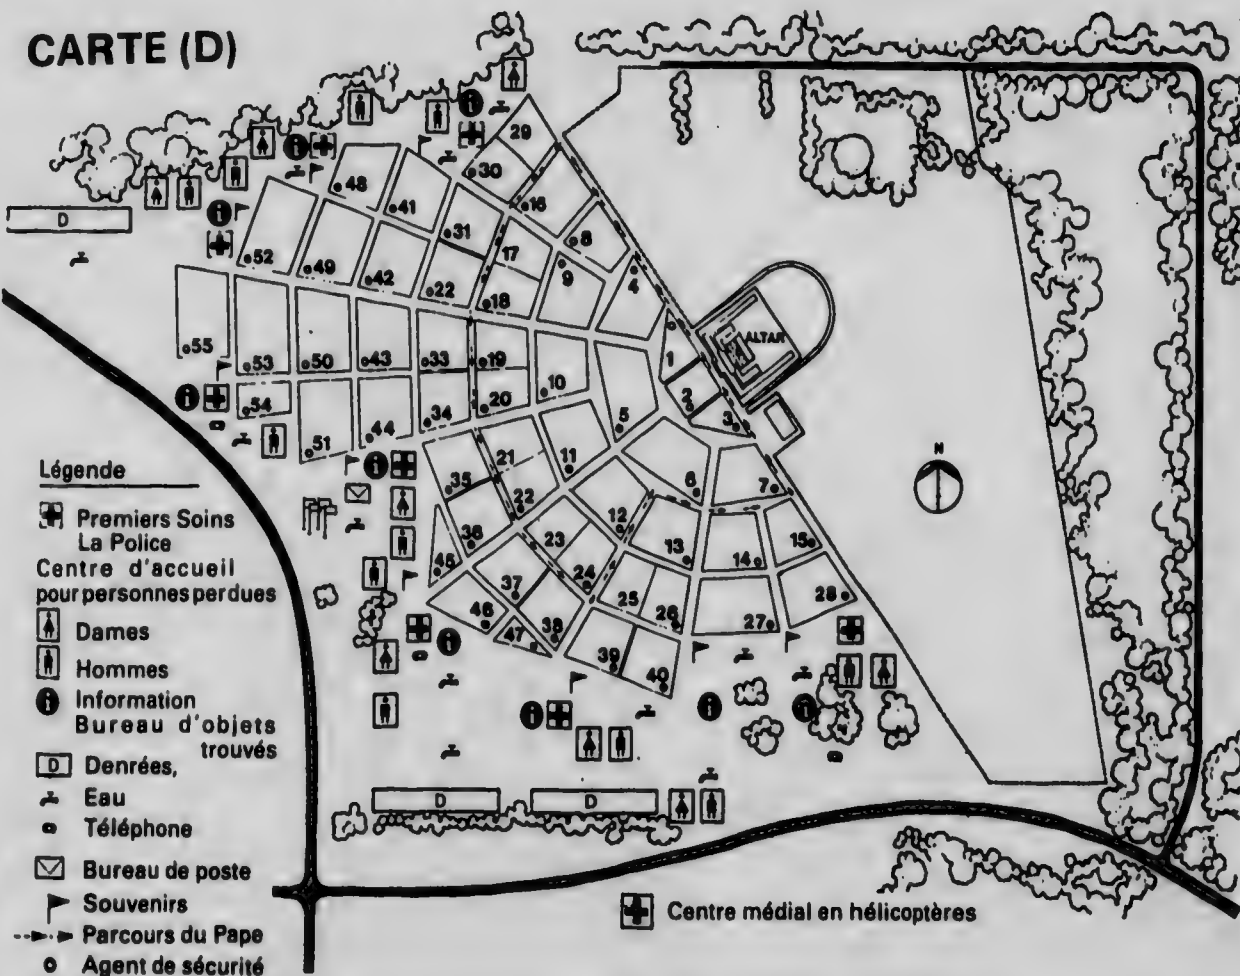 CARTE (D)
29
30
48
41
16
31
17
8
52
49
42
22
18
9
4
D
55
53
50
43
33
19
1
ALTAR
54
51
44
34
20
10
2
5
3
N
35
21
11
6
7
22
36
12
23
13
14
15
45
37
24
25
26
27
28
46
47
38
39
40
Légende
Premiers Soins
La Police
Centre d'accueil
pour personnes perdues
Dames
Hommes
Information
Bureau d'objets
trouvés
D Denrées,
Eau
Téléphone
Bureau de poste
Souvenirs
Parcours du Pape
Agent de sécurité
D
D
Centre médial en hélicoptères